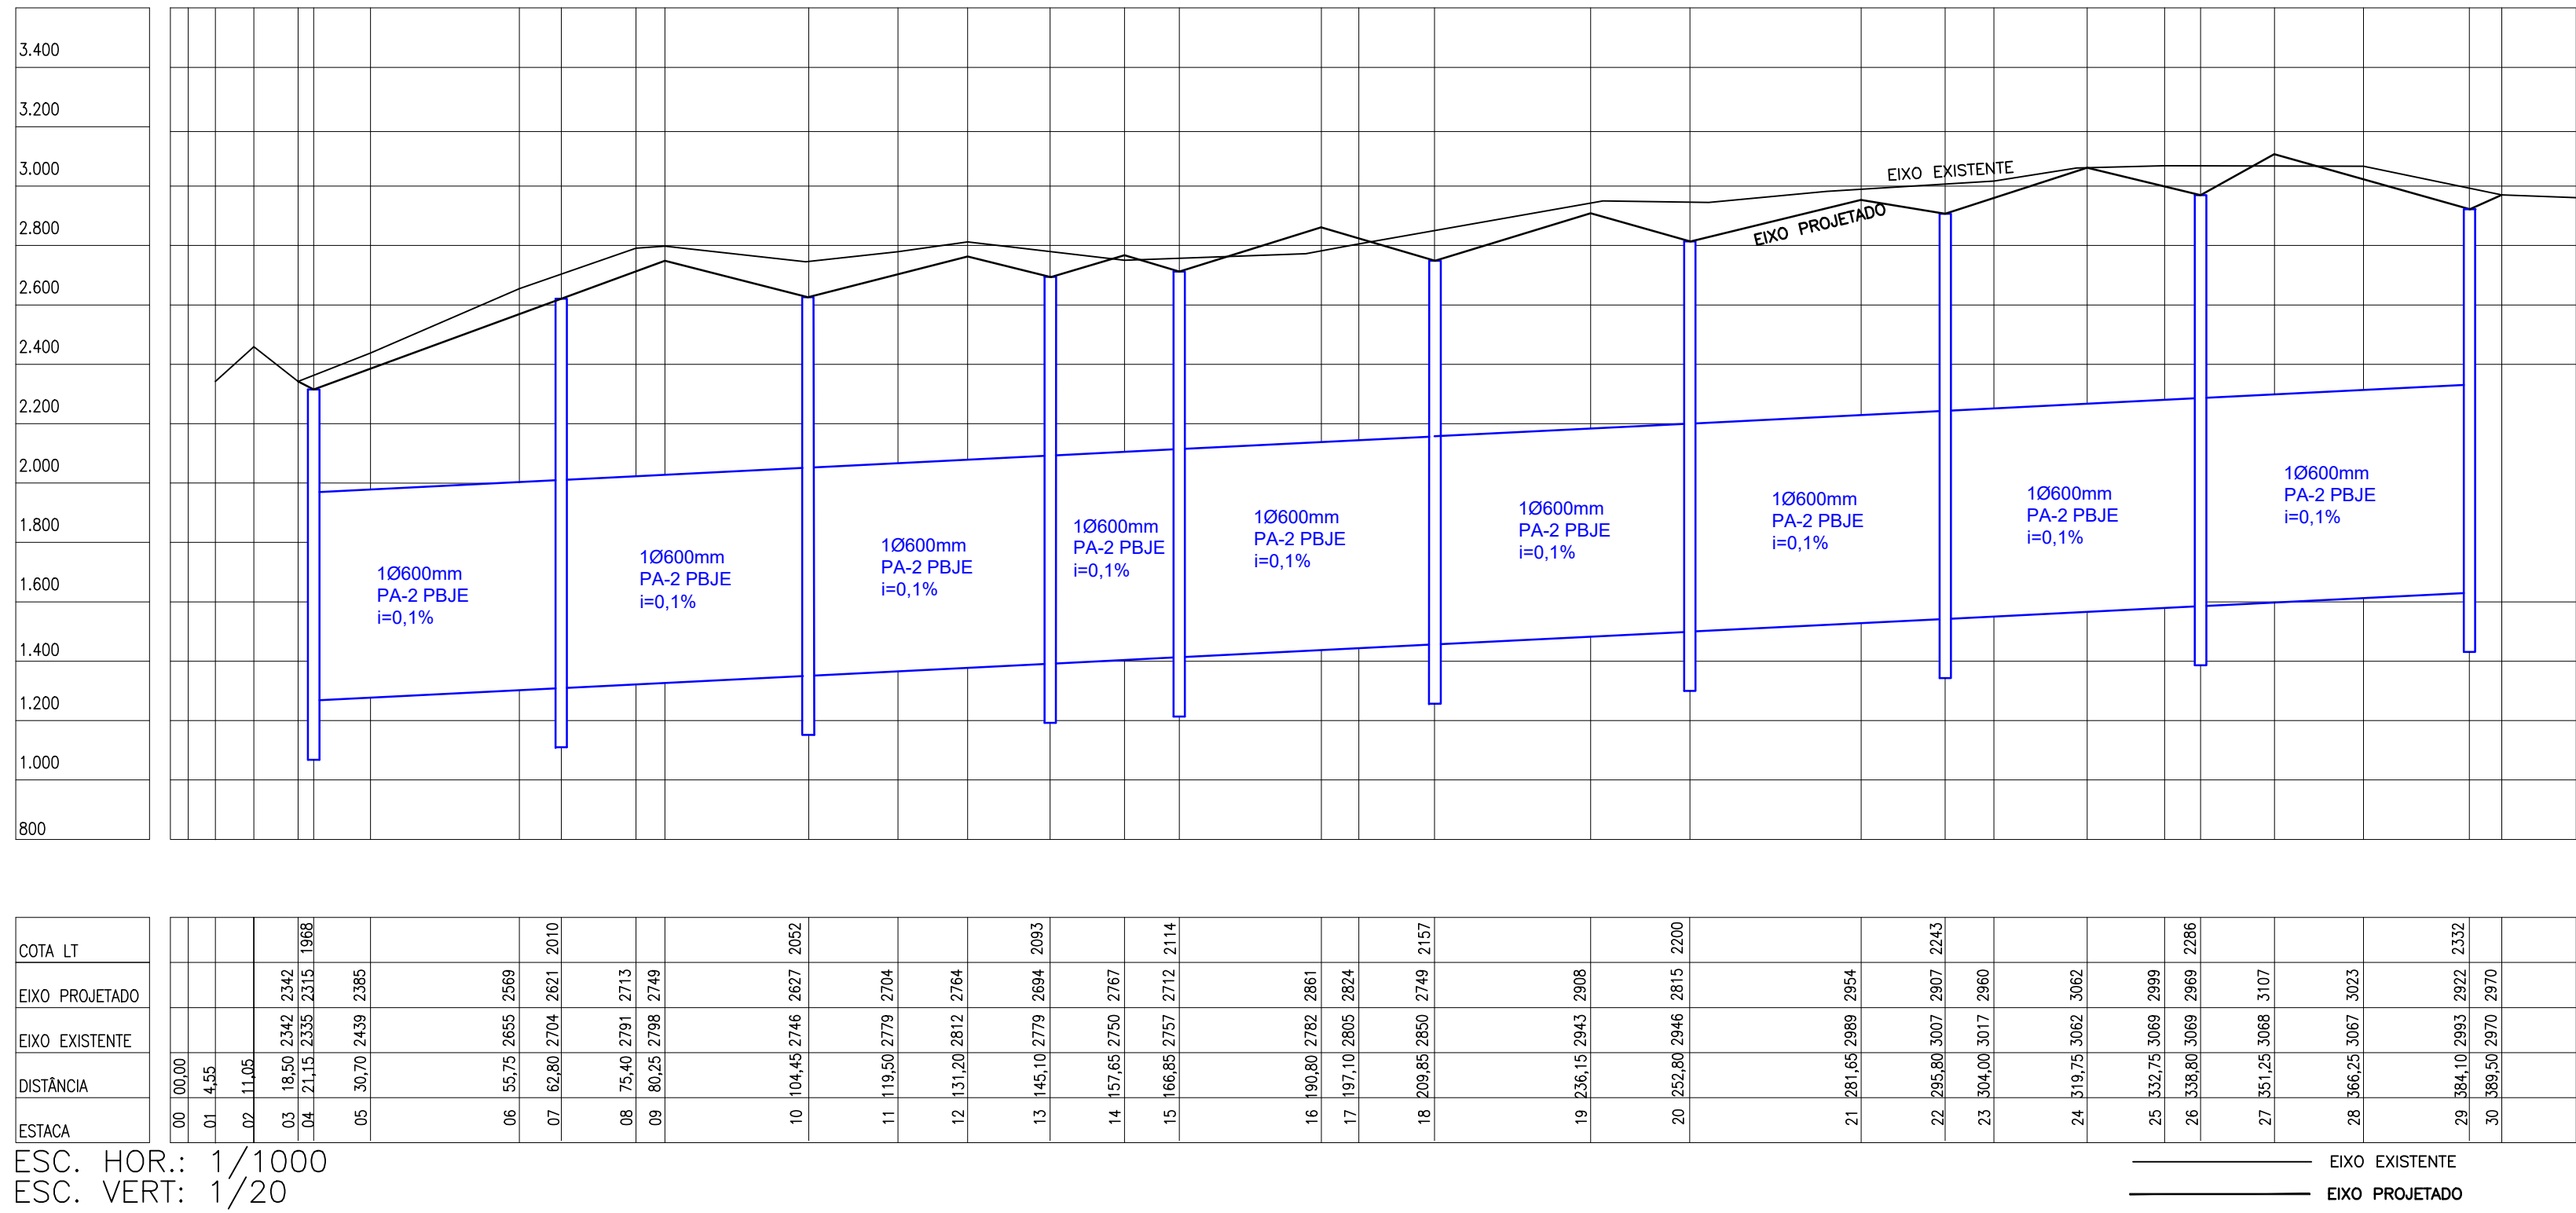 3.400
3.200
3.000
2.800
2.600
2.400
2.200
2.000
1.800
1.600
1.400
1.200
1.000
800
EIXO EXISTENTE
EIXO PROJETADO
1Ø600mm
PA-2 PBJE
i=0,1%
1Ø600mm
PA-2 PBJE
i=0,1%
1Ø600mm
PA-2 PBJE
i=0,1%
1Ø600mm
PA-2 PBJE
i=0,1%
1Ø600mm
PA-2 PBJE
i=0,1%
1Ø600mm
PA-2 PBJE
i=0,1%
1Ø600mm
PA-2 PBJE
i=0,1%
1Ø600mm
PA-2 PBJE
i=0,1%
1Ø600mm
PA-2 PBJE
i=0,1%
COTA LT 1968 2010 2052 2093 2114 2157 2200 2243 2286 2332
EIXO PROJETADO 2342 2315 2385 2569 2621 2713 2749 2627 2704 2764 2694 2767 2712 2861 2824 2749 2908 2815 2954 2907 2960 3062 2999 2969 3107 3023 2922 2970
EIXO EXISTENTE 2342 2335 2439 2655 2704 2791 2798 2746 2779 2812 2779 2750 2757 2782 2805 2850 2943 2946 2989 3007 3017 3062 3069 3069 3068 3067 2993 2970
DISTÂNCIA 00,00 4,55 11,05 18,50 21,15 30,70 55,75 62,80 75,40 80,25 104,45 119,50 131,20 145,10 157,65 166,85 190,80 197,10 209,85 236,15 252,80 281,65 295,80 304,00 319,75 332,75 338,80 351,25 366,25 384,10 389,50
ESTACA 00 01 02 03 04 05 06 07 08 09 10 11 12 13 14 15 16 17 18 19 20 21 22 23 24 25 26 27 28 29 30
ESC. HOR.: 1/1000
ESC. VERT: 1/20
EIXO EXISTENTE
EIXO PROJETADO